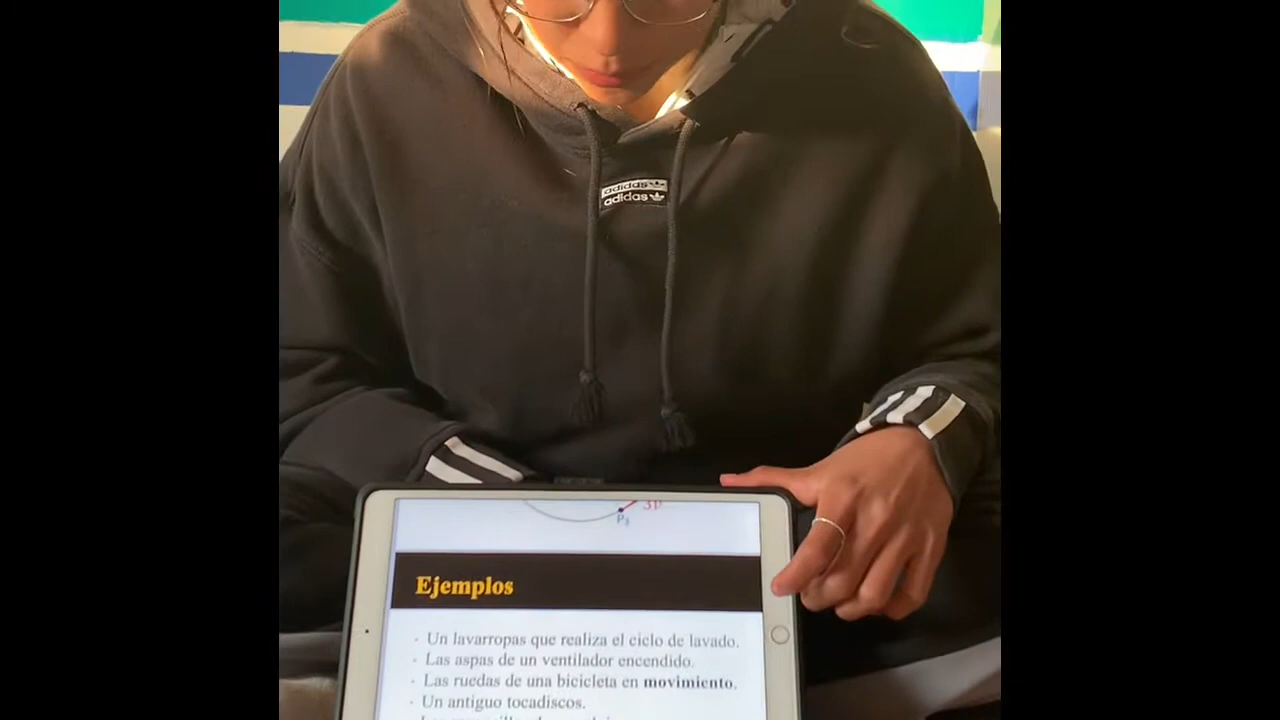 adidas
adidas
3P
P₃
Ejemplos
- Un lavarropas que realiza el ciclo de lavado.
- Las aspas de un ventilador encendido.
- Las ruedas de una bicicleta en movimiento.
- Un antiguo tocadiscos.